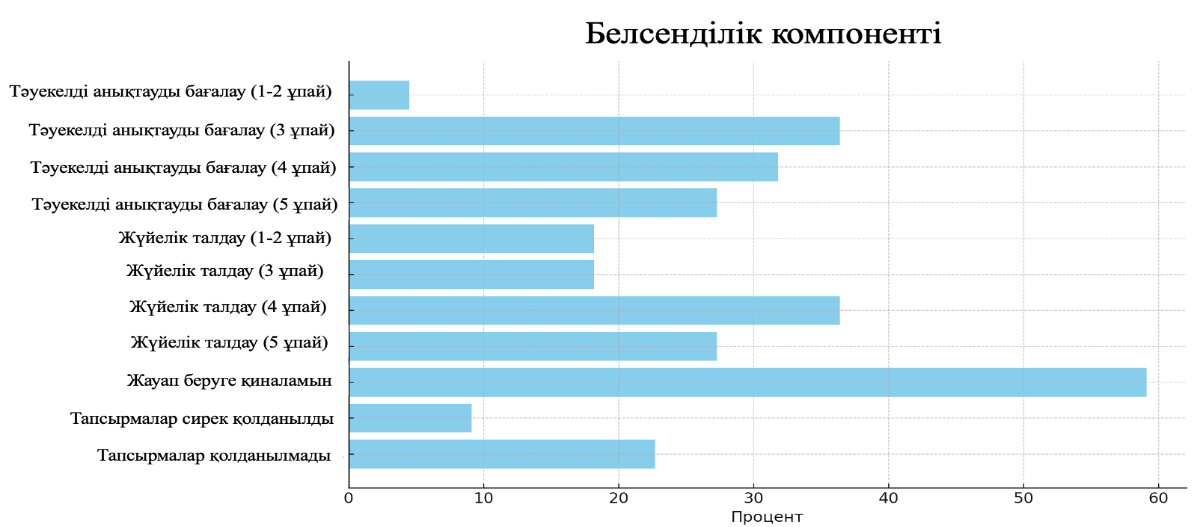 Белсенділік компоненті
Тәуекелді анықтауды бағалау (1-2 ұпай)
Тәуекелді анықтауды бағалау (3 ұпай)
Тәуекелді анықтауды бағалау (4 ұпай)
Тәуекелді анықтауды бағалау (5 ұпай)
Жүйелік талдау (1-2 ұпай)
Жүйелік талдау (3 ұпай)
Жүйелік талдау (4 ұпай)
Жүйелік талдау (5 ұпай)
Жауап беруге қиналамын
Тапсырмалар сирек қолданылды
Тапсырмалар қолданылмады
0 10 20 30 40 50 60
Процент